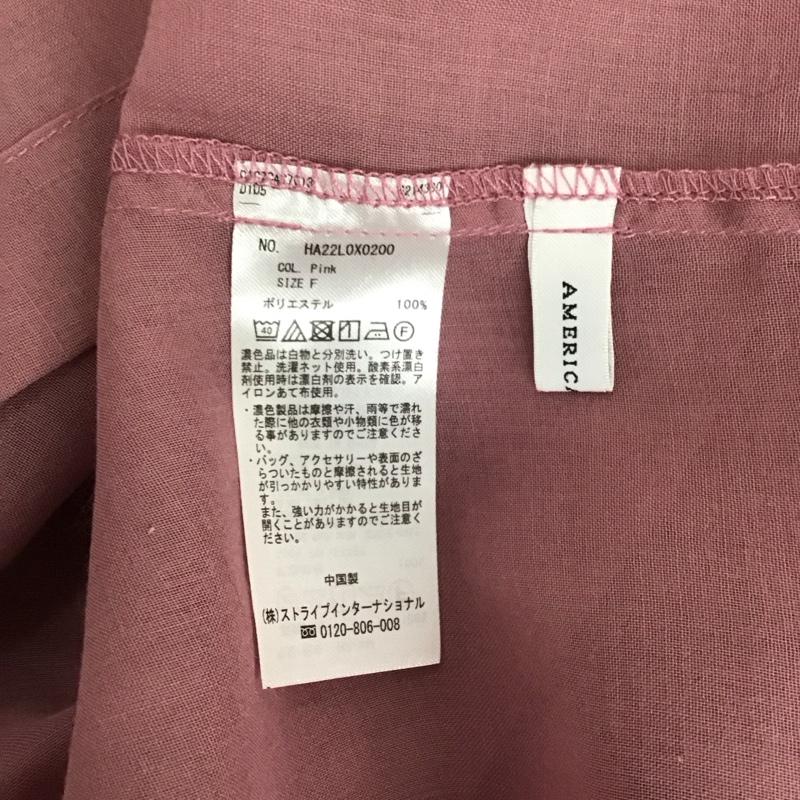 D1D5
NO. HA22L0X0200
COL. Pink
SIZE F
ポリエステル 100%
40 F
濃色品は白物と分別洗い。つけ置き
禁止。洗濯ネット使用。酸素系漂白
剤使用時は漂白剤の表示を確認。ア
イロンあて布使用。
・濃色製品は摩擦や汗、雨等で濡れ
た際に他の衣類や小物類に色が移
る事がありますのでご注意くださ
い。
・バッグ、アクセサリーや表面のざ
らついたものと摩擦されると生地
が引っかかりやすい特性がありま
す。
また、強い力がかかると生地目が
開くことがありますのでご注意く
ださい。
中国製
(株)ストライプインターナショナル
0120-806-008
AMERICA